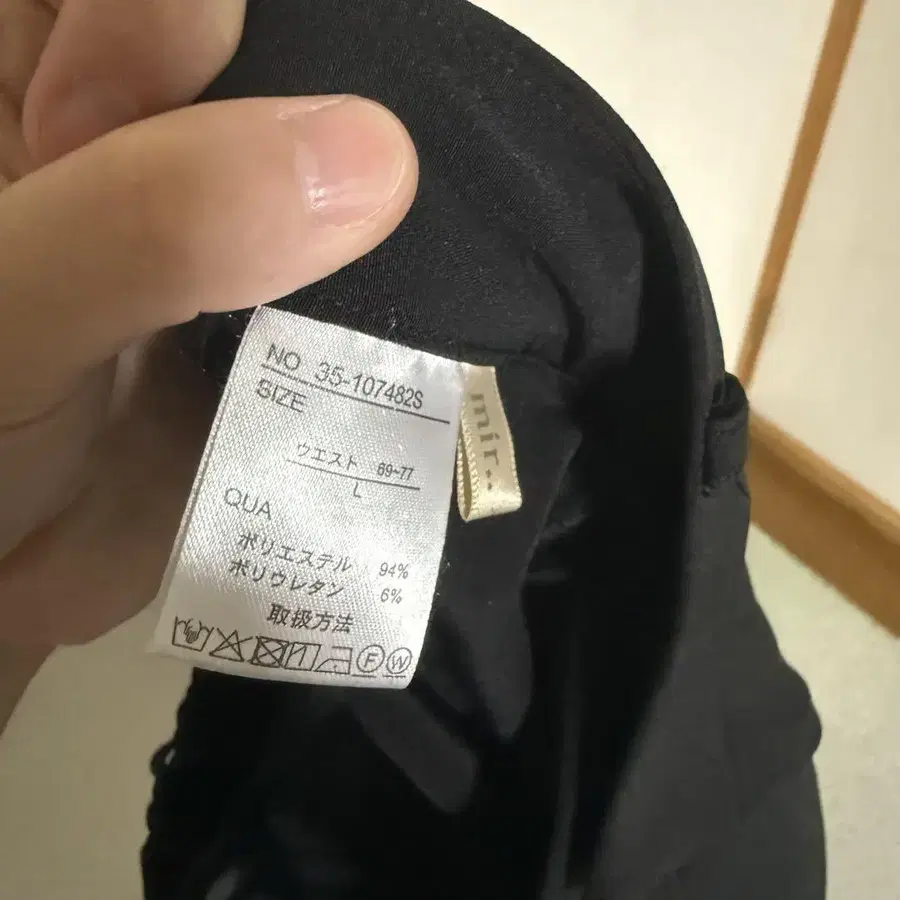 NO 35-107482S
SIZE
ウエスト 69~77
L
QUA
ポリエステル 94%
ポリウレタン 6%
取扱方法
F W
mir..